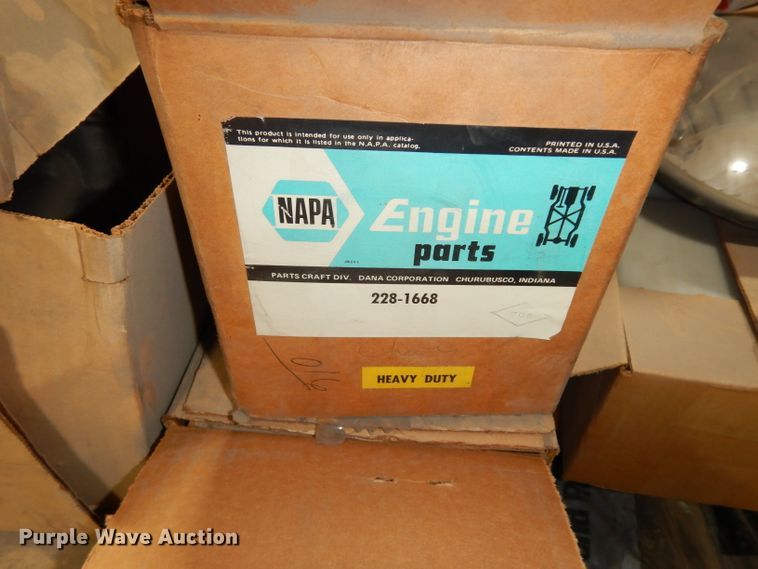 This product is intended for use only in applica-
tions for which it is listed in the N.A.P.A. catalog.
PRINTED IN U.S.A.
CONTENTS MADE IN U.S.A.
NAPA
Engine
parts
PARTS CRAFT DIV. DANA CORPORATION CHURUBUSCO, INDIANA
228-1668
HEAVY DUTY
Purple Wave Auction